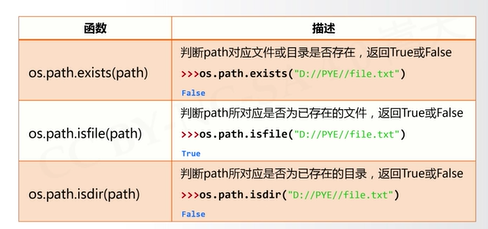 函数
描述
os.path.exists(path)
判断path对应文件或目录是否存在，返回True或False
>>>os.path.exists("D://PYE//file.txt")
False
os.path.isfile(path)
判断path所对应是否为已存在的文件，返回True或False
>>>os.path.isfile("D://PYE//file.txt")
True
os.path.isdir(path)
判断path所对应是否为已存在的目录，返回True或False
>>>os.path.isdir("D://PYE//file.txt")
False